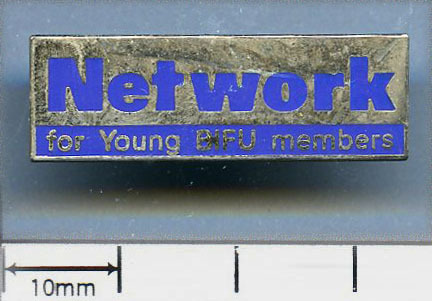 Network
for Young BIFU members
10mm